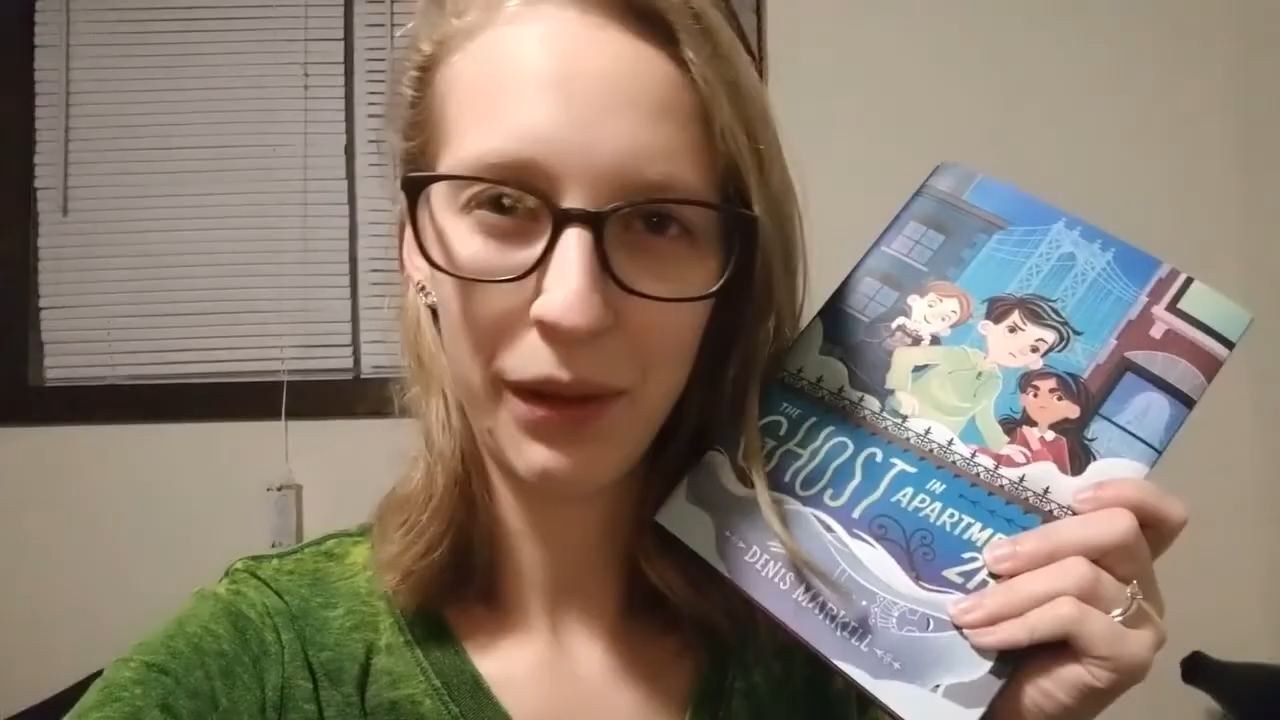 THE
GHOST
IN
APARTME
2R
DENIS MARKELL